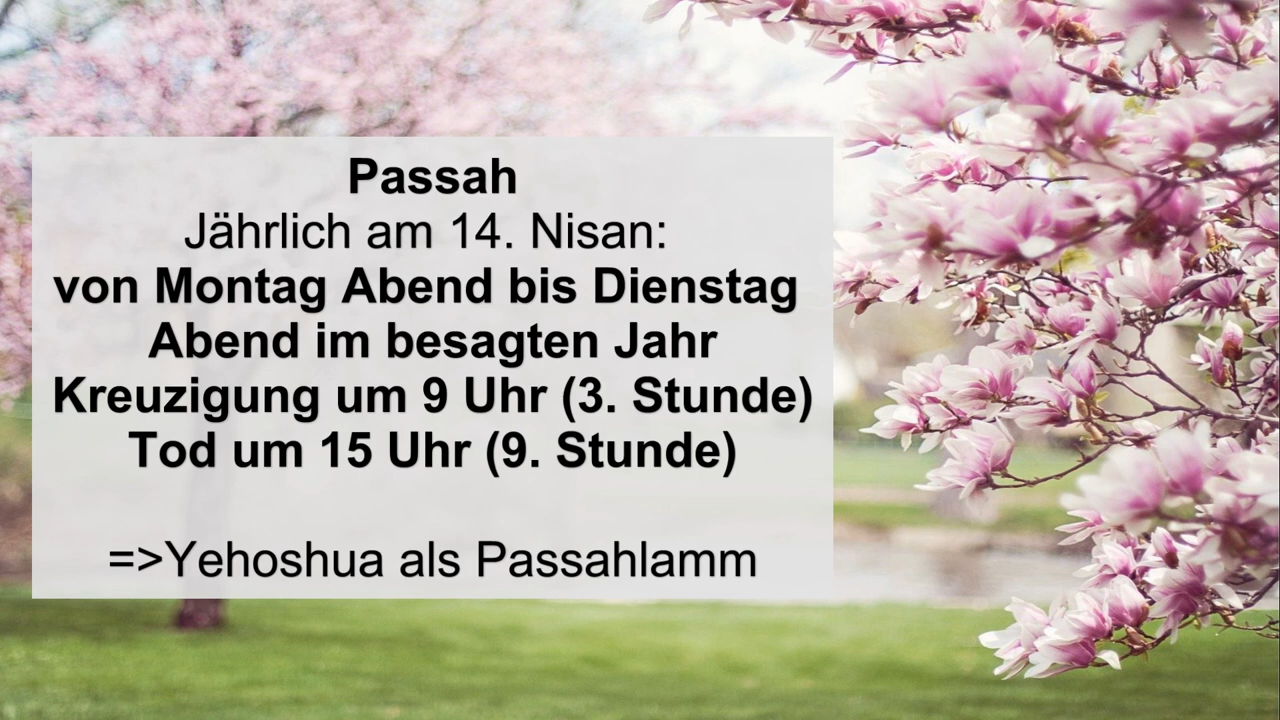 Passah
Jährlich am 14. Nisan:
von Montag Abend bis Dienstag
Abend im besagten Jahr
Kreuzigung um 9 Uhr (3. Stunde)
Tod um 15 Uhr (9. Stunde)
=>Yehoshua als Passahlamm